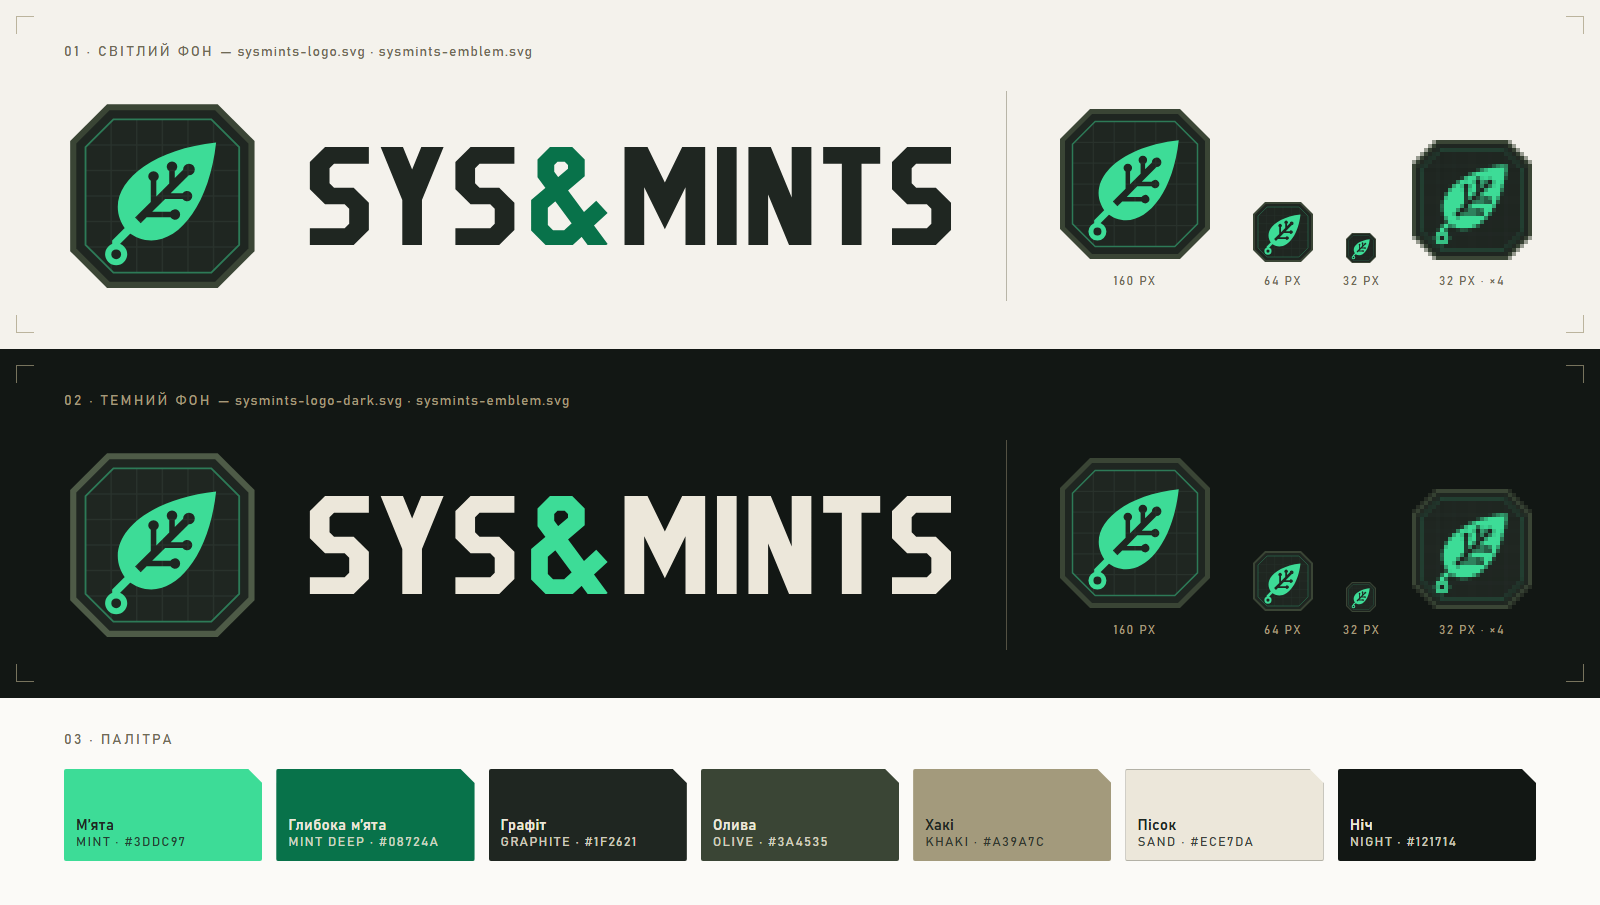 01 · СВІТЛИЙ ФОН — sysmints-logo.svg · sysmints-emblem.svg
SYS&MINTS
160 PX
64 PX
32 PX
32 PX · ×4
02 · ТЕМНИЙ ФОН — sysmints-logo-dark.svg · sysmints-emblem.svg
SYS&MINTS
160 PX
64 PX
32 PX
32 PX · ×4
03 · ПАЛІТРА
М'ята
MINT · #3DDC97
Глибока м'ята
MINT DEEP · #08724A
Графіт
GRAPHITE · #1F2621
Олива
OLIVE · #3A4535
Хакі
KHAKI · #A39A7C
Пісок
SAND · #ECE7DA
Ніч
NIGHT · #121714